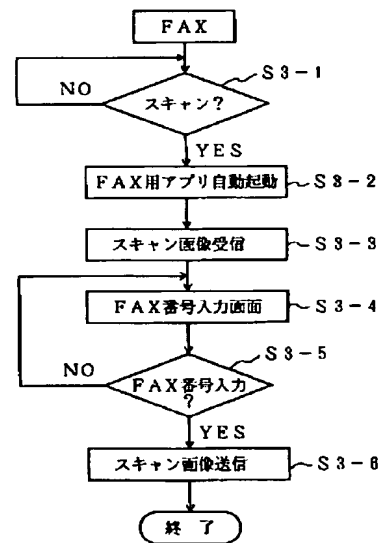 FAX
S3-1
NO
スキャン?
YES
FAX用アプリ自動起動
S3-2
スキャン画像受信
S3-3
FAX番号入力画面
S3-4
S3-5
NO
FAX番号入力
?
YES
スキャン画像送信
S3-6
終了